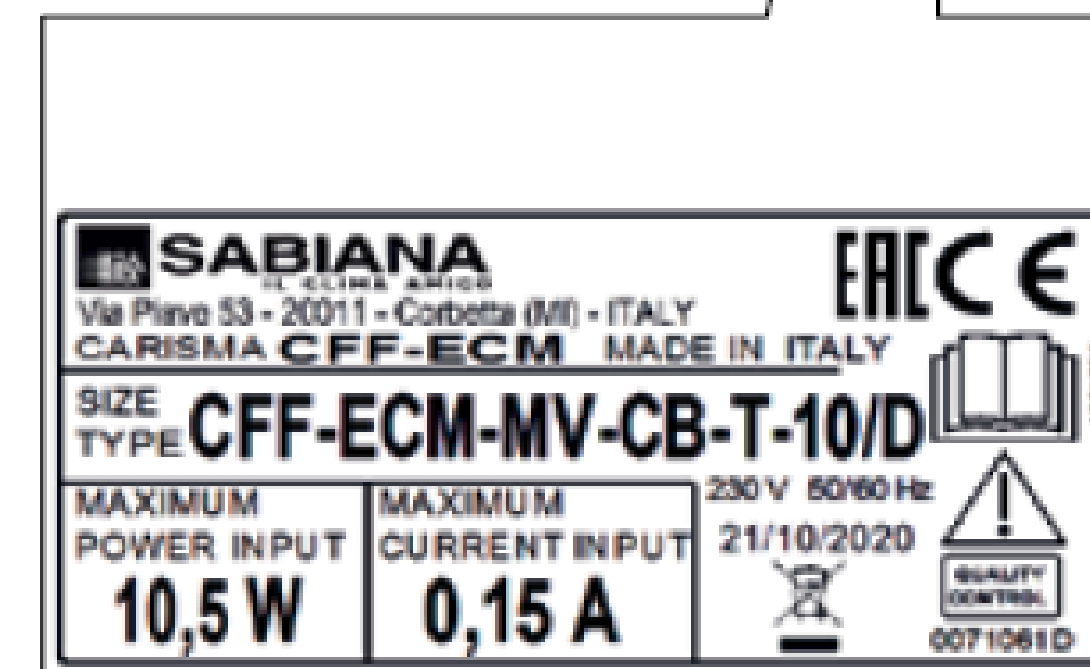 SABIANA
IL CLIMA AMICO
Via Piave 53 - 20011 - Corbetta (MI) - ITALY
CARISMA CFF-ECM MADE IN ITALY
EAC CE
SIZE
TYPE CFF-ECM-MV-CB-T-10/D
MAXIMUM
POWER INPUT
10,5 W
MAXIMUM
CURRENT INPUT
0,15 A
230 V 50/60 Hz
21/10/2020
QUALITY
CONTROL
0071061D